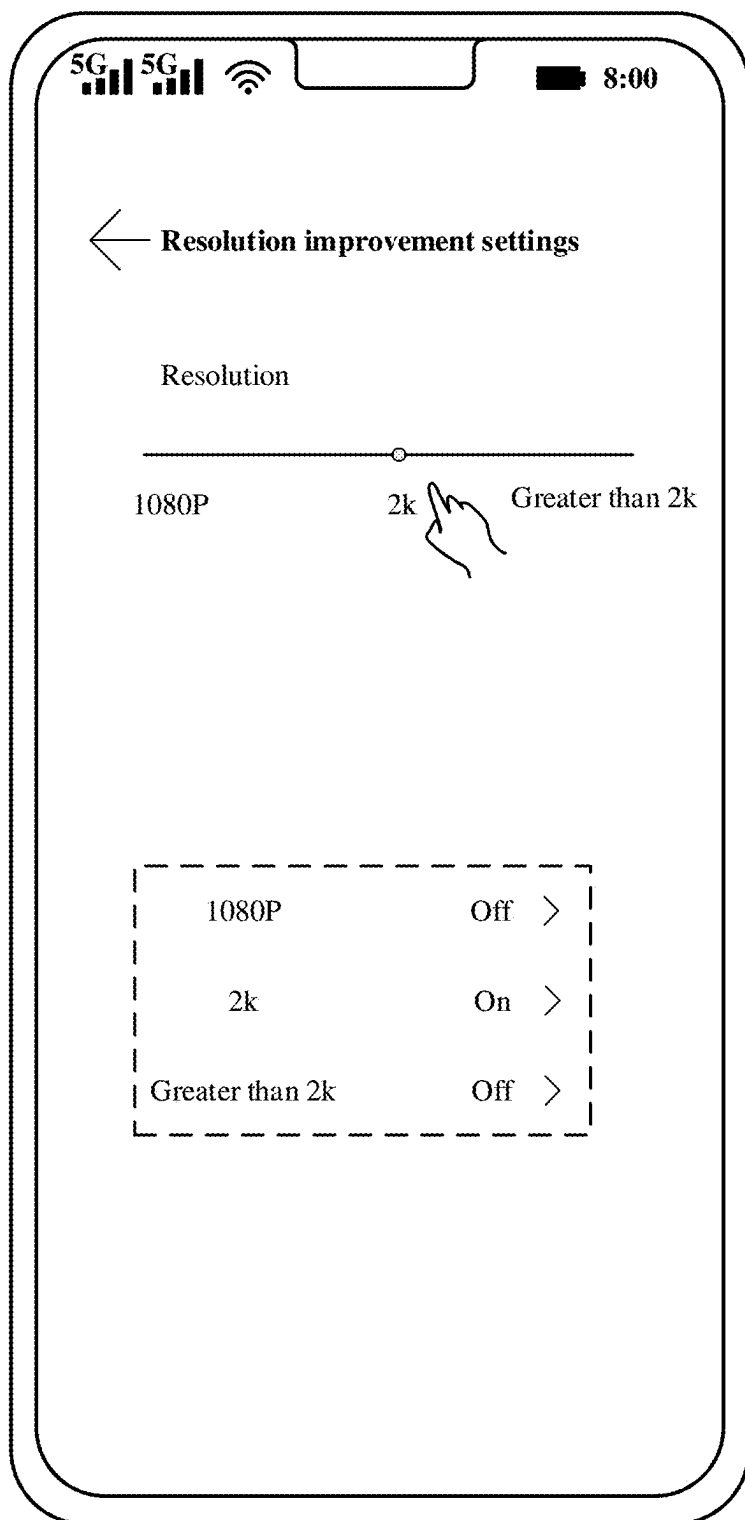 5G 5G 8:00
Resolution improvement settings
Resolution
1080P 2k Greater than 2k
1080P Off
2k On
Greater than 2k Off